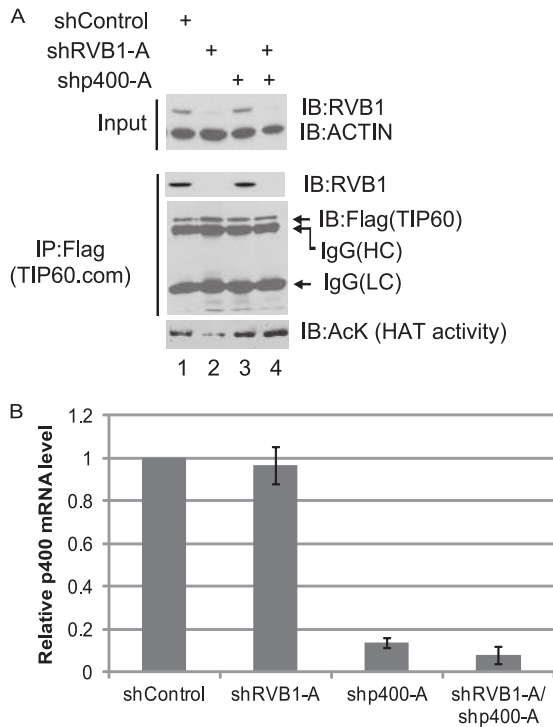 A
shControl +
shRVB1-A + +
shp400-A + +
Input
IB:RVB1
IB:ACTIN
IB:RVB1
IP:Flag
(TIP60.com)
IB:Flag(TIP60)
IgG(HC)
IgG(LC)
IB:AcK (HAT activity)
1 2 3 4
B
Relative p400 mRNA level
1.2
1
0.8
0.6
0.4
0.2
0
shControl shRVB1-A shp400-A shRVB1-A/
shp400-A